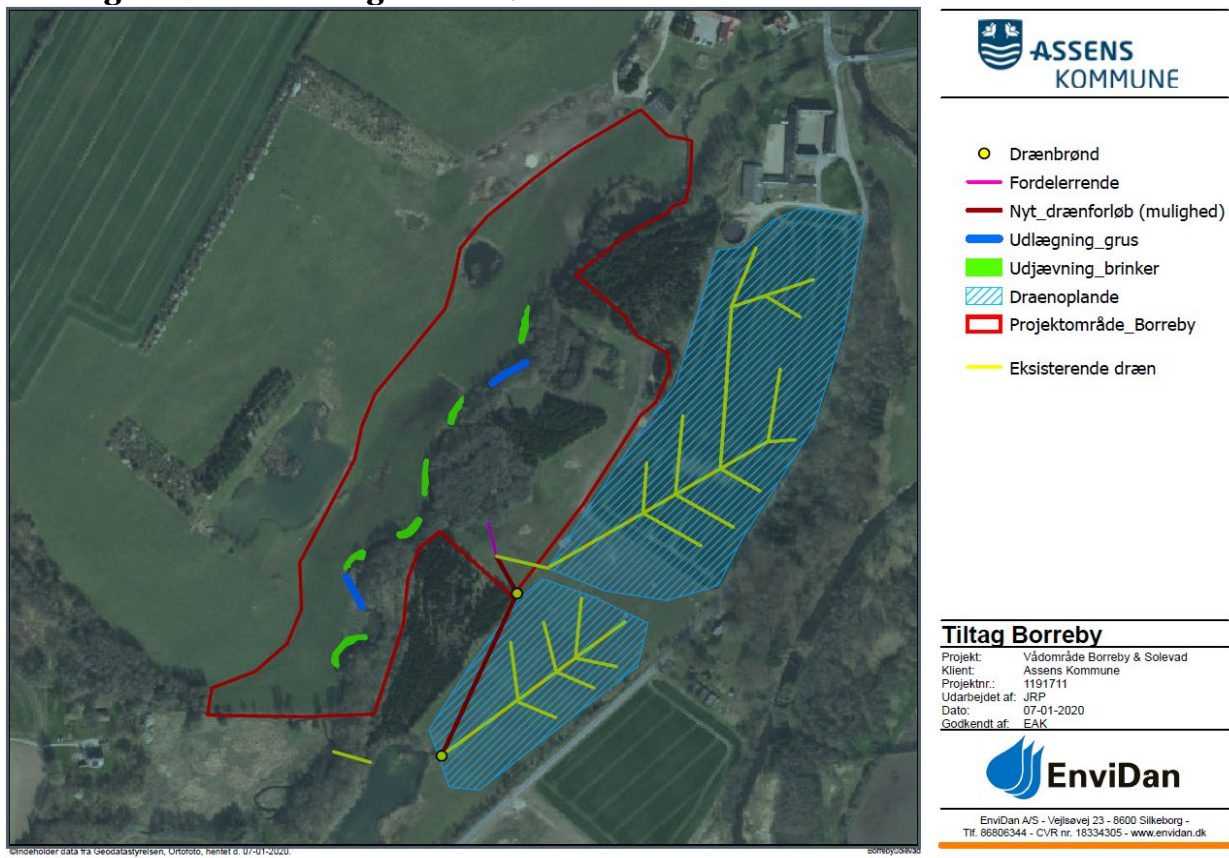 ASSENS
KOMMUNE
Drænbrønd
Fordelerrende
Nyt_drænforløb (mulighed)
Udlægning_grus
Udjævning_brinker
Draenoplande
Projektområde_Borreby
Eksisterende dræn
Tiltag Borreby
Projekt: Vådområde Borreby & Solevad
Klient: Assens Kommune
Projektnr.: 1191711
Udarbejdet af: JRP
Dato: 07-01-2020
Godkendt af: EAK
EnviDan
EnviDan A/S - Vejlsøvej 23 - 8600 Silkeborg -
Tlf. 86806344 - CVR nr. 18334305 - www.envidan.dk
©Indeholder data fra Geodatastyrelsen, Ortofoto, hentet d. 07-01-2020.
BorrebySolevad